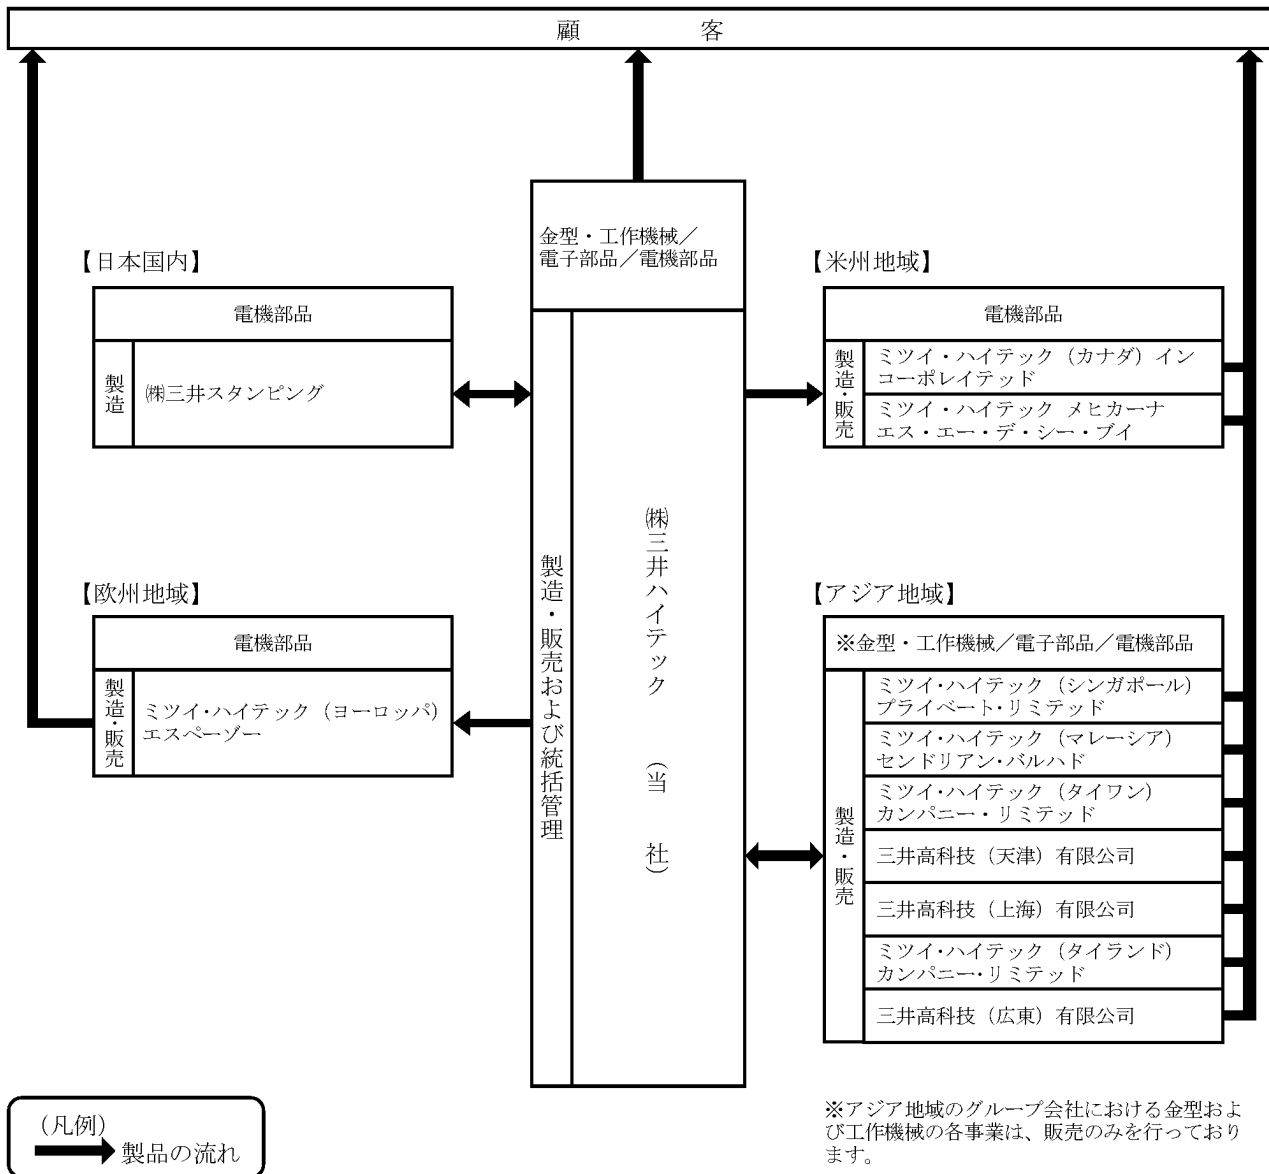 顧　客
金型・工作機械／
電子部品／電機部品
製造・販売および統括管理
㈱三井ハイテック（当社）
【日本国内】
電機部品
製造
㈱三井スタンピング
【欧州地域】
電機部品
製造・販売
ミツイ・ハイテック（ヨーロッパ）
エスペーゾー
【米州地域】
電機部品
製造・販売
ミツイ・ハイテック（カナダ）イン
コーポレイテッド
ミツイ・ハイテック メヒカーナ
エス・エー・デ・シー・ブイ
【アジア地域】
※金型・工作機械／電子部品／電機部品
製造・販売
ミツイ・ハイテック（シンガポール）
プライベート・リミテッド
ミツイ・ハイテック（マレーシア）
センドリアン・バルハド
ミツイ・ハイテック（タイワン）
カンパニー・リミテッド
三井高科技（天津）有限公司
三井高科技（上海）有限公司
ミツイ・ハイテック（タイランド）
カンパニー・リミテッド
三井高科技（広東）有限公司
（凡例）
製品の流れ
※アジア地域のグループ会社における金型およ
び工作機械の各事業は、販売のみを行っており
ます。